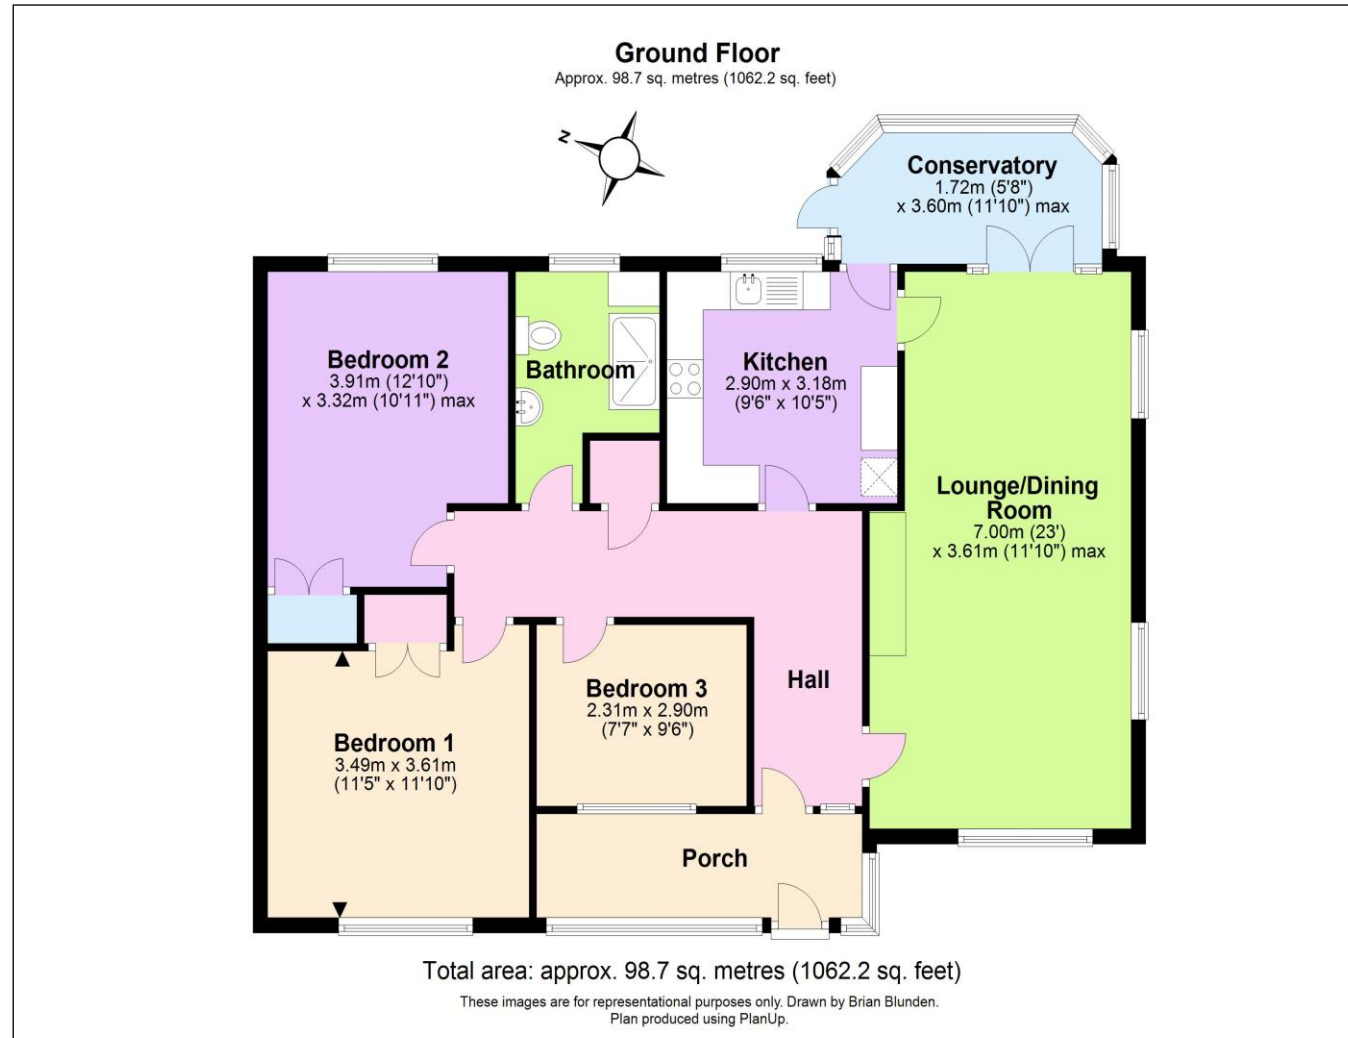 Ground Floor
Approx. 98.7 sq. metres (1062.2 sq. feet)
N
Conservatory
1.72m (5'8")
x 3.60m (11'10") max
Bedroom 2
3.91m (12'10")
x 3.32m (10'11") max
Bathroom
Kitchen
2.90m x 3.18m
(9'6" x 10'5")
Lounge/Dining
Room
7.00m (23')
x 3.61m (11'10") max
Hall
Bedroom 3
2.31m x 2.90m
(7'7" x 9'6")
Bedroom 1
3.49m x 3.61m
(11'5" x 11'10")
Porch
Total area: approx. 98.7 sq. metres (1062.2 sq. feet)
These images are for representational purposes only. Drawn by Brian Blunden.
Plan produced using PlanUp.